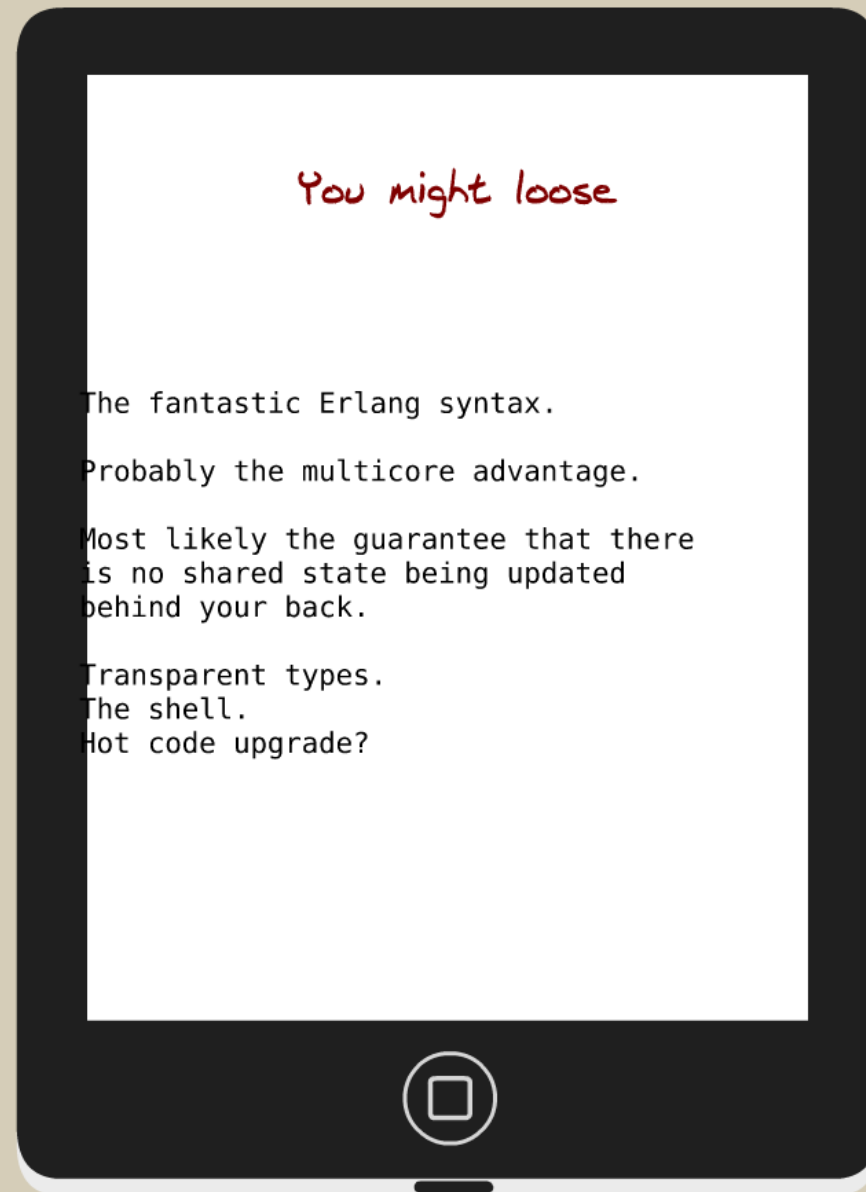 You might loose
The fantastic Erlang syntax.
Probably the multicore advantage.
Most likely the guarantee that there
is no shared state being updated
behind your back.
Transparent types.
The shell.
Hot code upgrade?